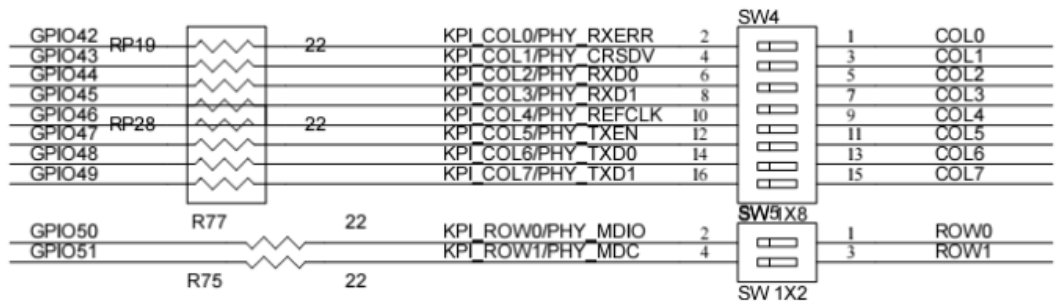 SW4
GPIO42 RP19 22 KPI_COL0/PHY_RXERR 2 1 COL0
GPIO43 KPI_COL1/PHY_CRSDV 4 3 COL1
GPIO44 KPI_COL2/PHY_RXD0 6 5 COL2
GPIO45 KPI_COL3/PHY_RXD1 8 7 COL3
GPIO46 RP28 22 KPI_COL4/PHY_REFCLK 10 9 COL4
GPIO47 KPI_COL5/PHY_TXEN 12 11 COL5
GPIO48 KPI_COL6/PHY_TXD0 14 13 COL6
GPIO49 KPI_COL7/PHY_TXD1 16 15 COL7
R77 22 SW 1X8
SW5
GPIO50 KPI_ROW0/PHY_MDIO 2 1 ROW0
GPIO51 KPI_ROW1/PHY_MDC 4 3 ROW1
R75 22
SW 1X2